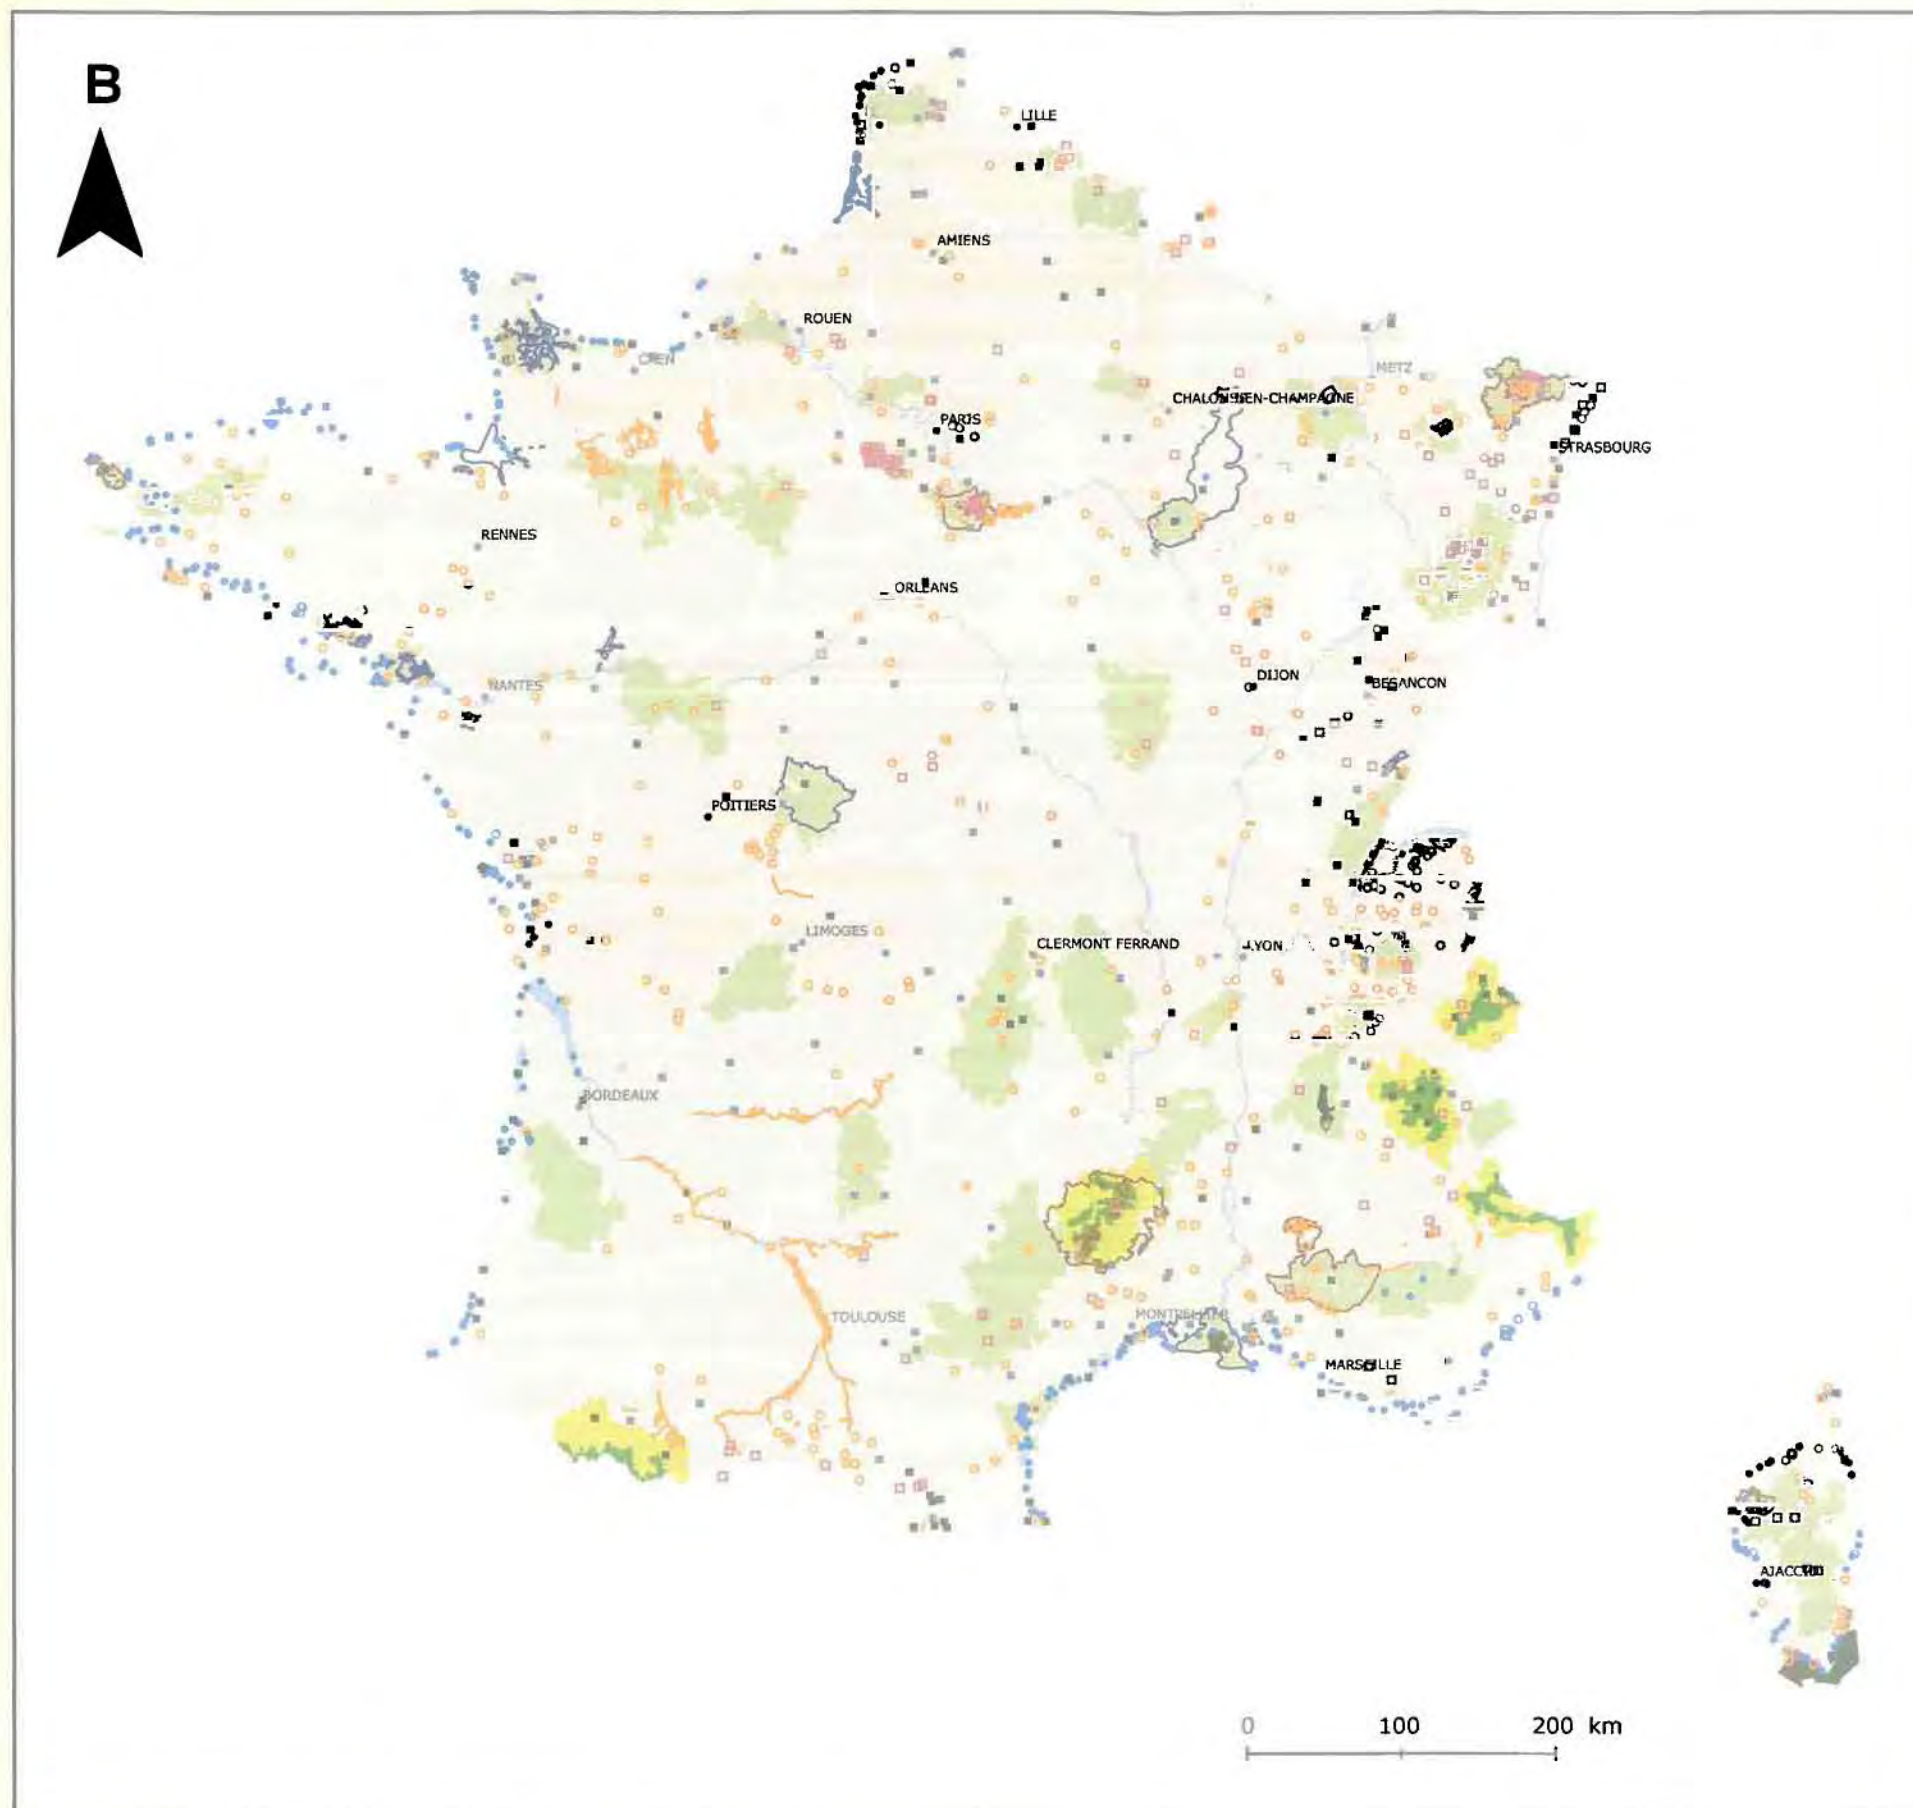 B
LILLE
AMIENS
ROUEN
CAEN
METZ
CHALONS-EN-CHAMPAGNE
PARIS
STRASBOURG
RENNES
ORLEANS
DIJON
BESANCON
NANTES
POITIERS
LIMOGES
CLERMONT FERRAND
LYON
BORDEAUX
TOULOUSE
MONTPELLIER
MARSEILLE
AJACCIO
0 100 200 km